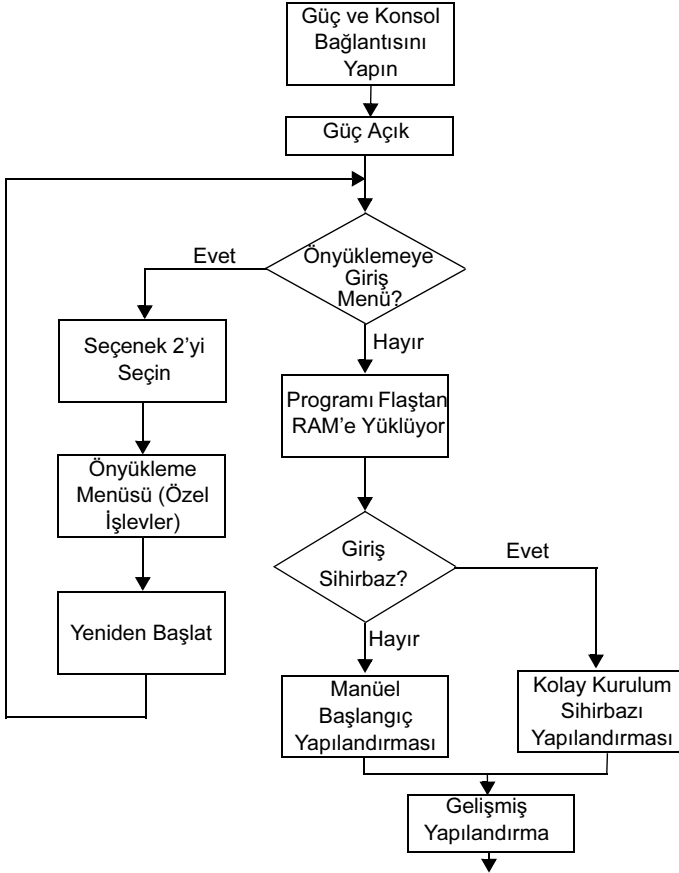 Güç ve Konsol
Bağlantısını
Yapın
Güç Açık
Önyüklemeye
Giriş
Menü?
Evet
Hayır
Seçenek 2'yi
Seçin
Programı Flaştan
RAM'e Yüklüyor
Önyükleme
Menüsü (Özel
İşlevler)
Giriş
Sihirbaz?
Evet
Hayır
Yeniden Başlat
Manüel
Başlangıç
Yapılandırması
Kolay Kurulum
Sihirbazı
Yapılandırması
Gelişmiş
Yapılandırma